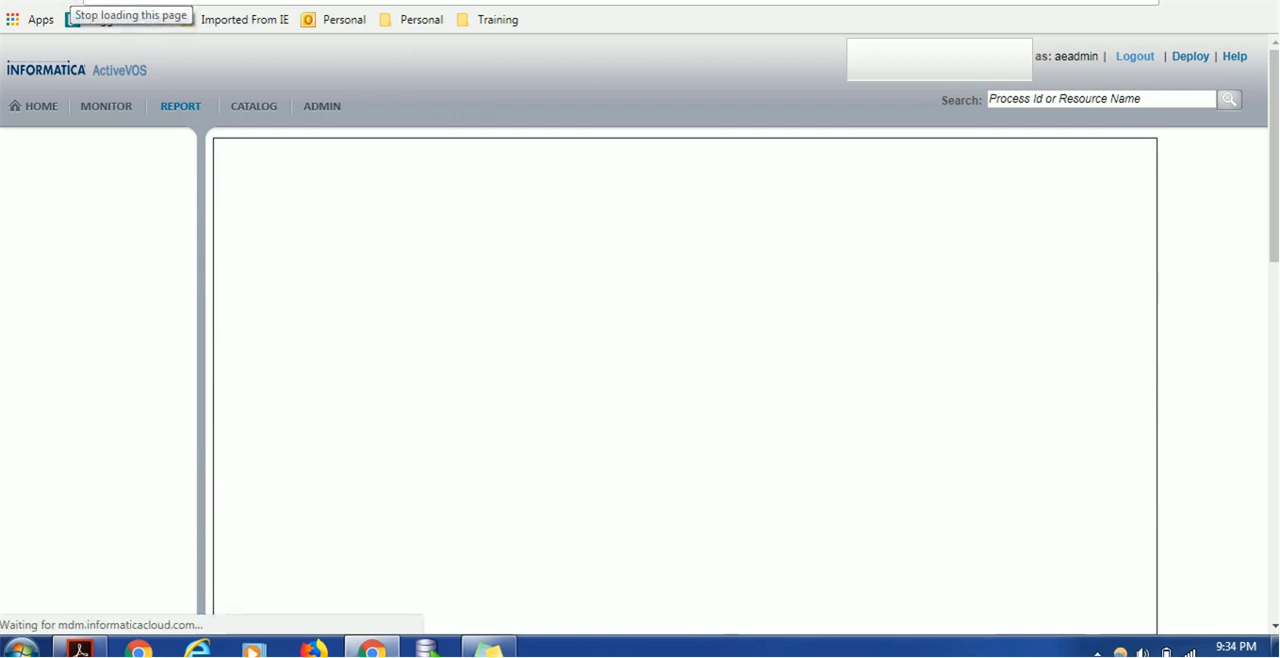 Stop loading this page
Apps Imported From IE Personal Personal Training
INFORMATICA ActiveVOS
as: aeadmin | Logout | Deploy | Help
HOME MONITOR REPORT CATALOG ADMIN
Search: Process Id or Resource Name
Waiting for mdm.informaticacloud.com...
9:34 PM